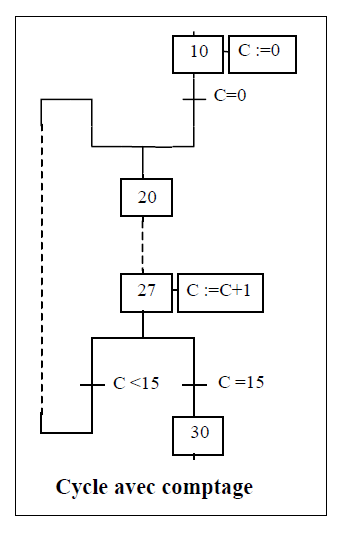 10 C :=0
C=0
20
27 C :=C+1
C <15 C =15
30
Cycle avec comptage